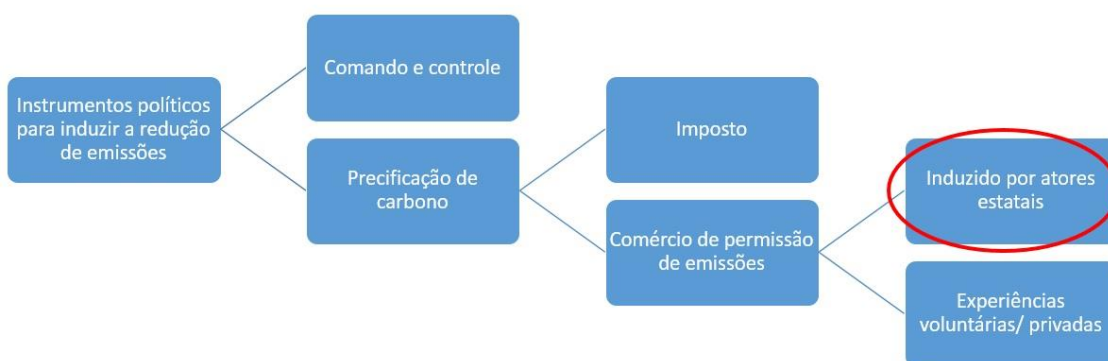 Instrumentos políticos
para induzir a redução
de emissões
Comando e controle
Precificação de
carbono
Imposto
Comércio de permissão
de emissões
Induzido por atores
estatais
Experiências
voluntárias/ privadas